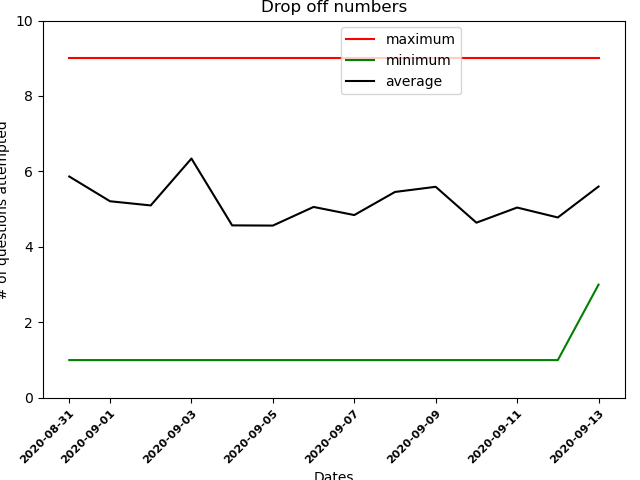 Drop off numbers
maximum
minimum
average
# of questions attempted
10
8
6
4
2
0
2020-08-31
2020-09-01
2020-09-03
2020-09-05
2020-09-07
2020-09-09
2020-09-11
2020-09-13
Dates